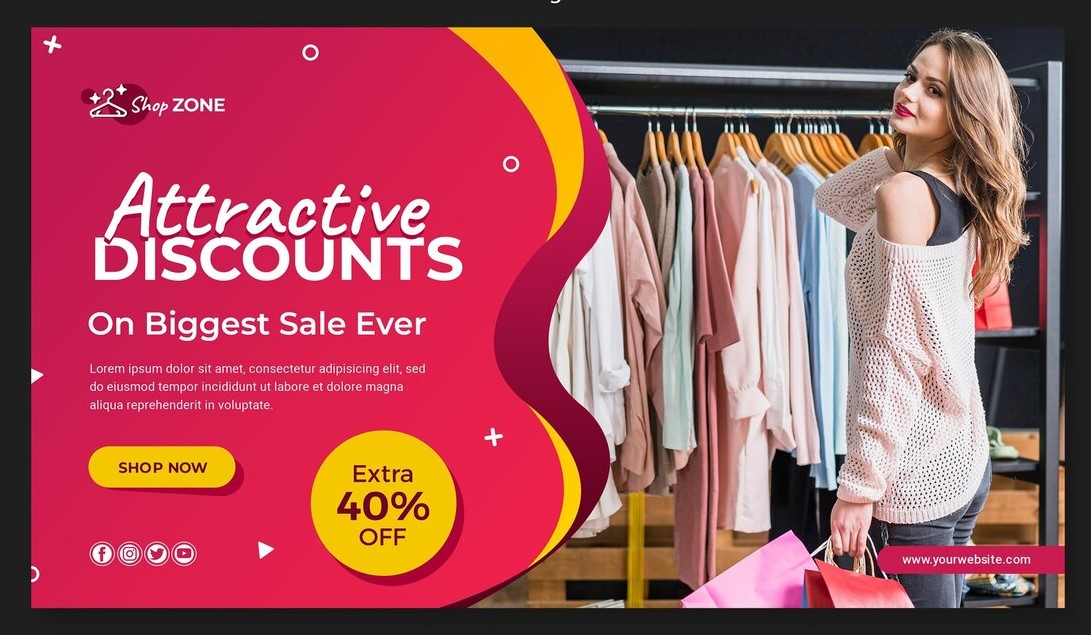 Shop ZONE
Attractive
DISCOUNTS
On Biggest Sale Ever
Lorem ipsum dolor sit amet, consectetur adipisicing elit, sed
do eiusmod tempor incididunt ut labore et dolore magna
aliqua reprehenderit in voluptate.
SHOP NOW
Extra
40%
OFF
www.yourwebsite.com